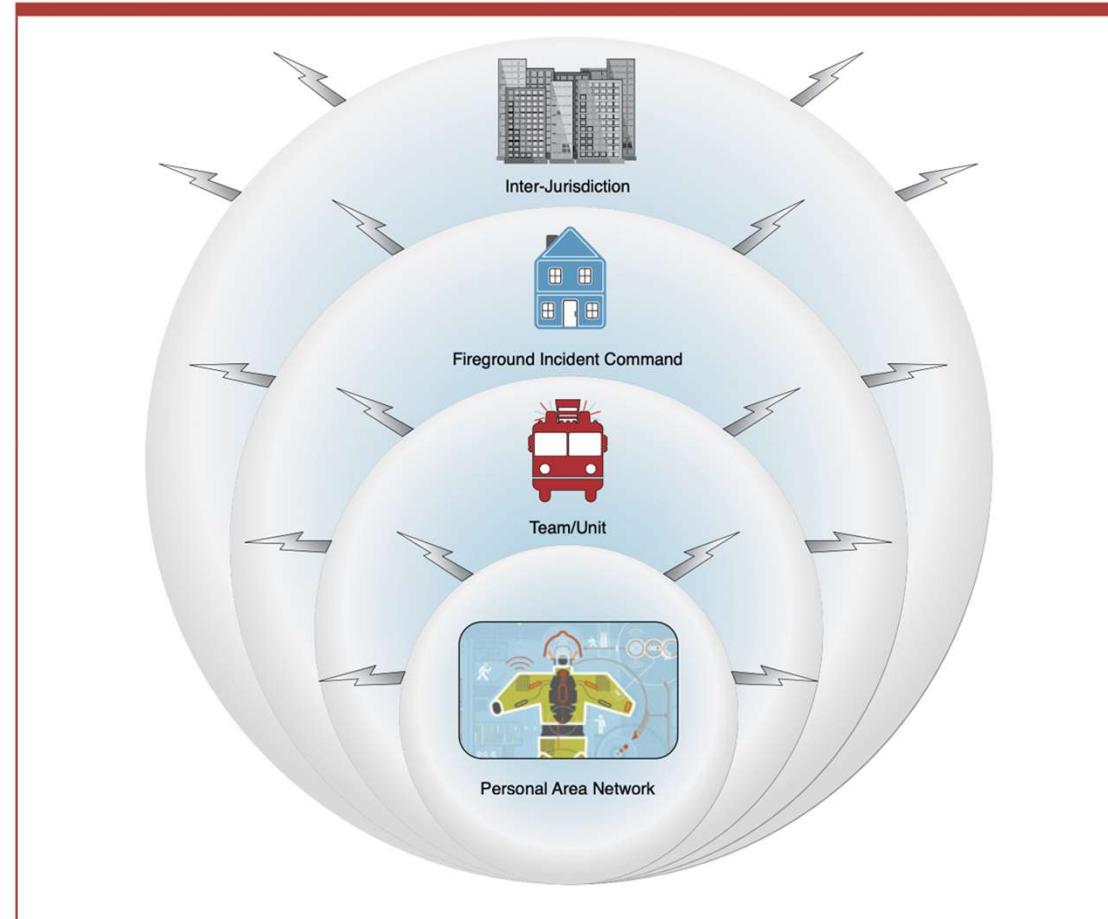 Inter-Jurisdiction
Fireground Incident Command
Team/Unit
Personal Area Network